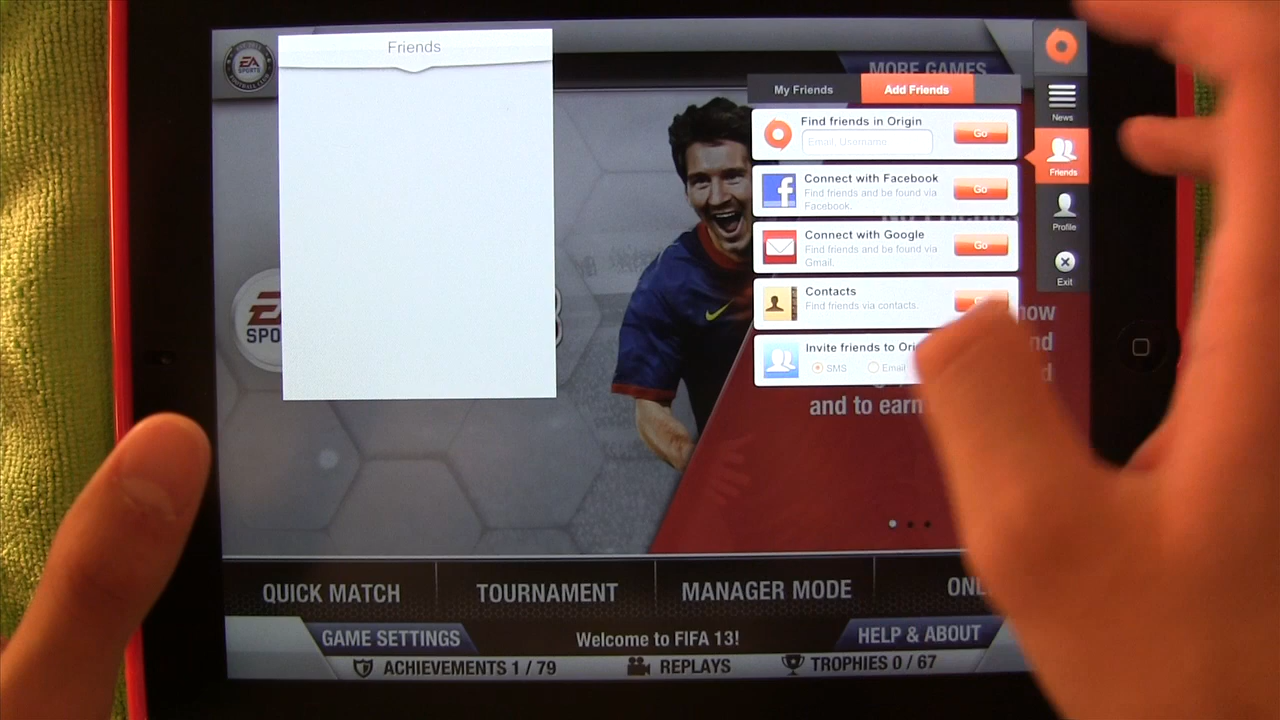 Friends
EA
SPORTS
MORE GAMES
My Friends
Add Friends
Find friends in Origin
Email, Username
Go
Connect with Facebook
Find friends and be found via
Facebook.
Go
Connect with Google
Find friends and be found via
Gmail.
Go
Contacts
Find friends via contacts.
Invite friends to Ori
SMS
Email
News
Friends
Profile
Exit
and to earn
QUICK MATCH
TOURNAMENT
MANAGER MODE
ONL
GAME SETTINGS
Welcome to FIFA 13!
HELP & ABOUT
ACHIEVEMENTS 1 / 79
REPLAYS
TROPHIES 0 / 67